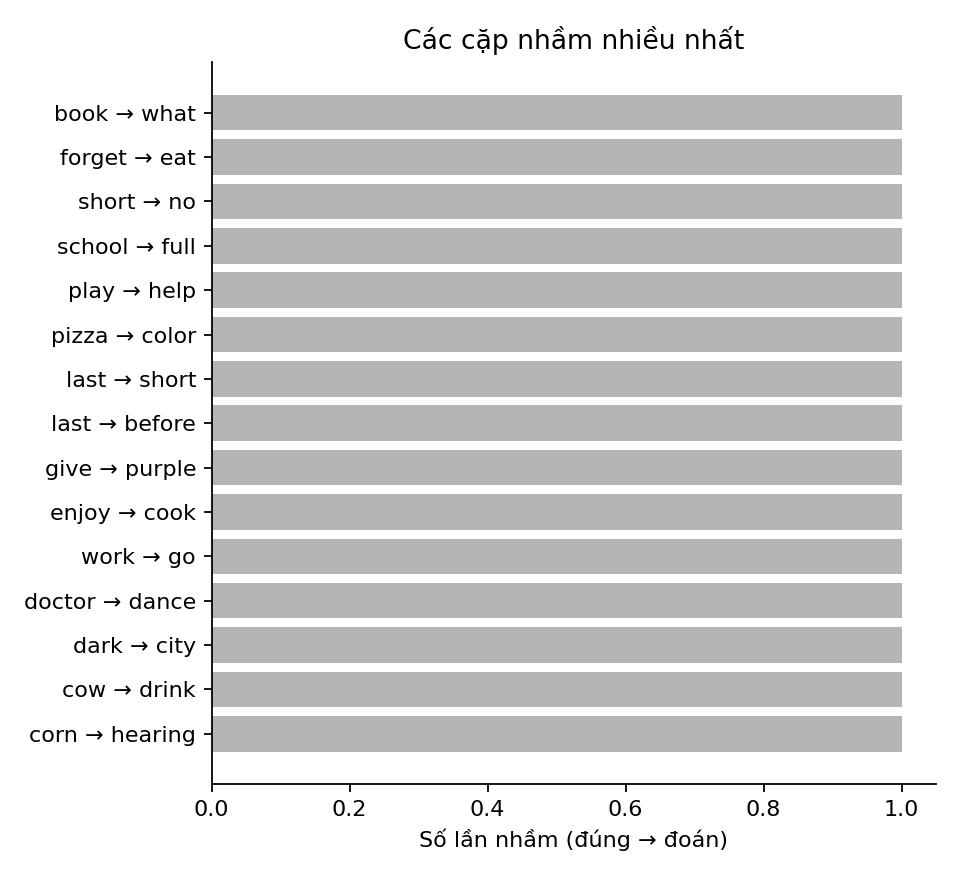 Các cặp nhầm nhiều nhất
book → what
forget → eat
short → no
school → full
play → help
pizza → color
last → short
last → before
give → purple
enjoy → cook
work → go
doctor → dance
dark → city
cow → drink
corn → hearing
0.0 0.2 0.4 0.6 0.8 1.0
Số lần nhầm (đúng → đoán)